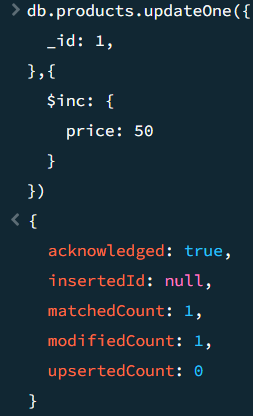 > db.products.updateOne({
    _id: 1,
  },{
    $inc: {
      price: 50
    }
  })
< {
    acknowledged: true,
    insertedId: null,
    matchedCount: 1,
    modifiedCount: 1,
    upsertedCount: 0
  }